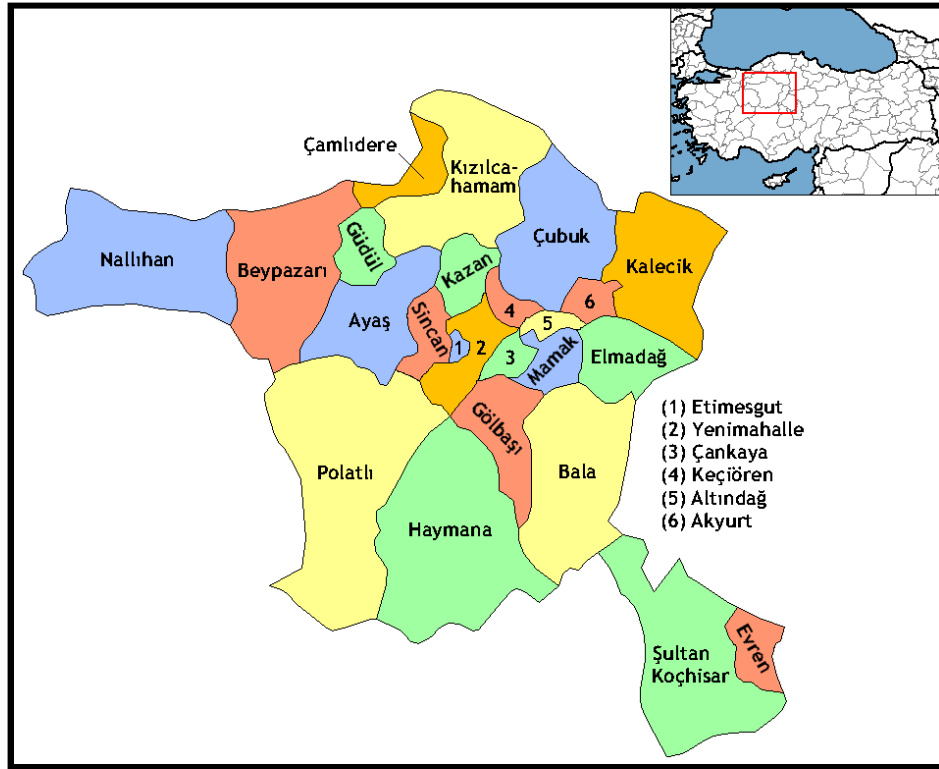 Çamlıdere
Kızılca-
hamam
Nallıhan
Beypazarı
Güdül
Kazan
Çubuk
Kalecik
Ayaş
Sincan
1
2
3
4
5
6
Mamak
Elmadağ
Gölbaşı
Polatlı
Haymana
Bala
(1) Etimesgut
(2) Yenimahalle
(3) Çankaya
(4) Keçiören
(5) Altındağ
(6) Akyurt
Şultan
Koçhisar
Evren